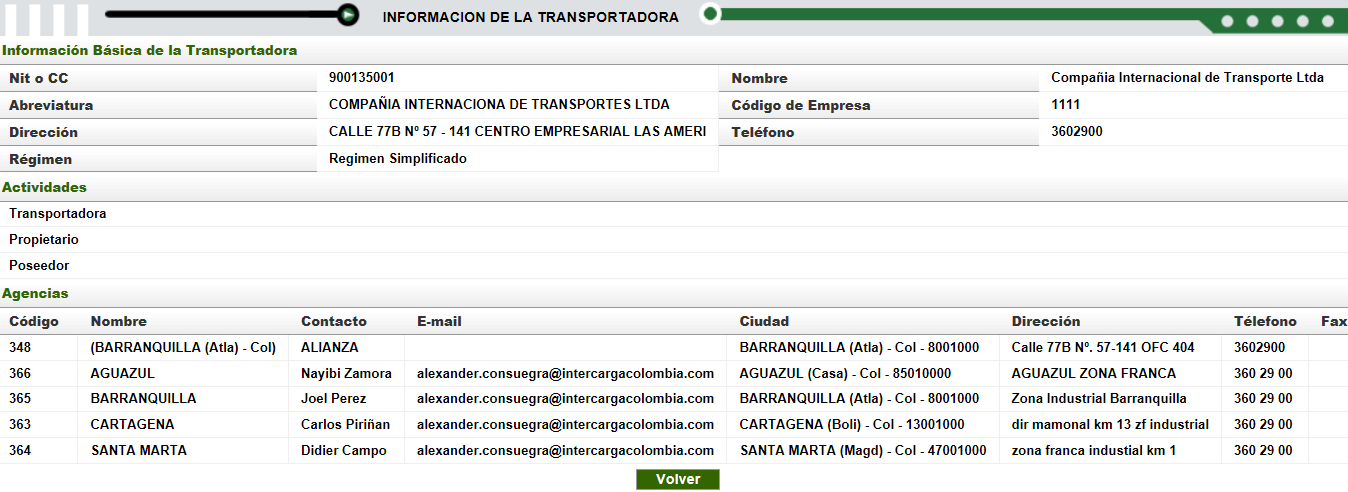 INFORMACION DE LA TRANSPORTADORA
Información Básica de la Transportadora
Nit o CC 900135001 Nombre Compañia Internacional de Transporte Ltda
Abreviatura COMPAÑIA INTERNACIONA DE TRANSPORTES LTDA Código de Empresa 1111
Dirección CALLE 77B Nº 57 - 141 CENTRO EMPRESARIAL LAS AMERI Teléfono 3602900
Régimen Regimen Simplificado
Actividades
Transportadora
Propietario
Poseedor
Agencias
Código Nombre Contacto E-mail Ciudad Dirección Télefono Fax
348 (BARRANQUILLA (Atla) - Col) ALIANZA BARRANQUILLA (Atla) - Col - 8001000 Calle 77B Nº. 57-141 OFC 404 3602900
366 AGUAZUL Nayibi Zamora alexander.consuegra@intercargacolombia.com AGUAZUL (Casa) - Col - 85010000 AGUAZUL ZONA FRANCA 360 29 00
365 BARRANQUILLA Joel Perez alexander.consuegra@intercargacolombia.com BARRANQUILLA (Atla) - Col - 8001000 Zona Industrial Barranquilla 360 29 00
363 CARTAGENA Carlos Piriñan alexander.consuegra@intercargacolombia.com CARTAGENA (Boli) - Col - 13001000 dir mamonal km 13 zf industrial 360 29 00
364 SANTA MARTA Didier Campo alexander.consuegra@intercargacolombia.com SANTA MARTA (Magd) - Col - 47001000 zona franca industial km 1 360 29 00
Volver